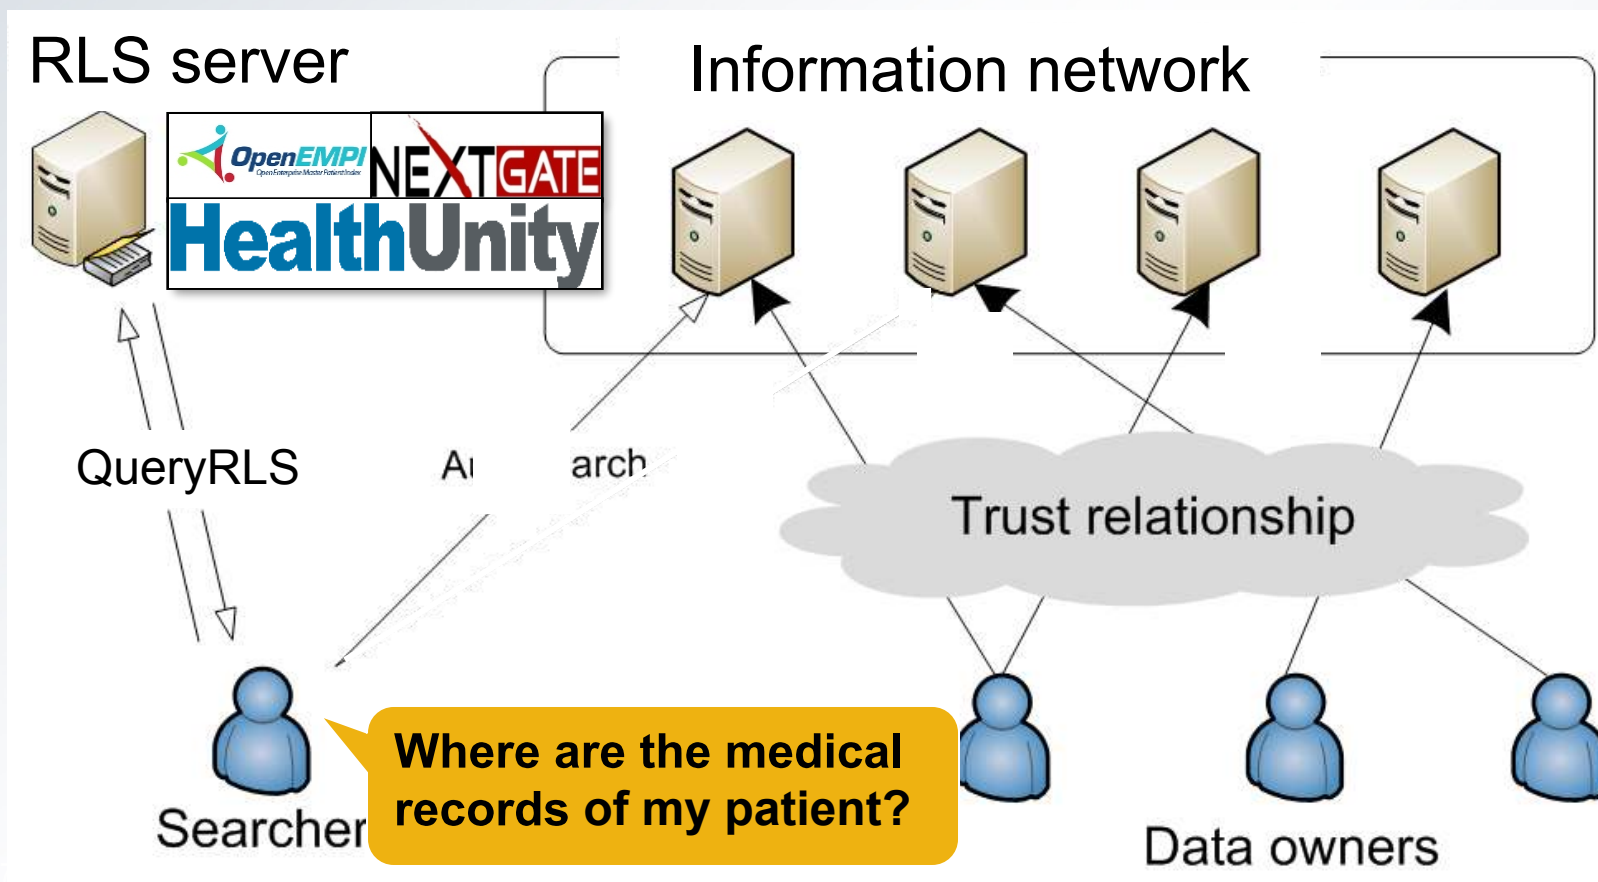 RLS server
Information network
OpenEMPI
Open Enterprise Master Patient Index
NEXTGATE
HealthUnity
QueryRLS
arch
Trust relationship
Where are the medical
records of my patient?
Searcher
Data owners